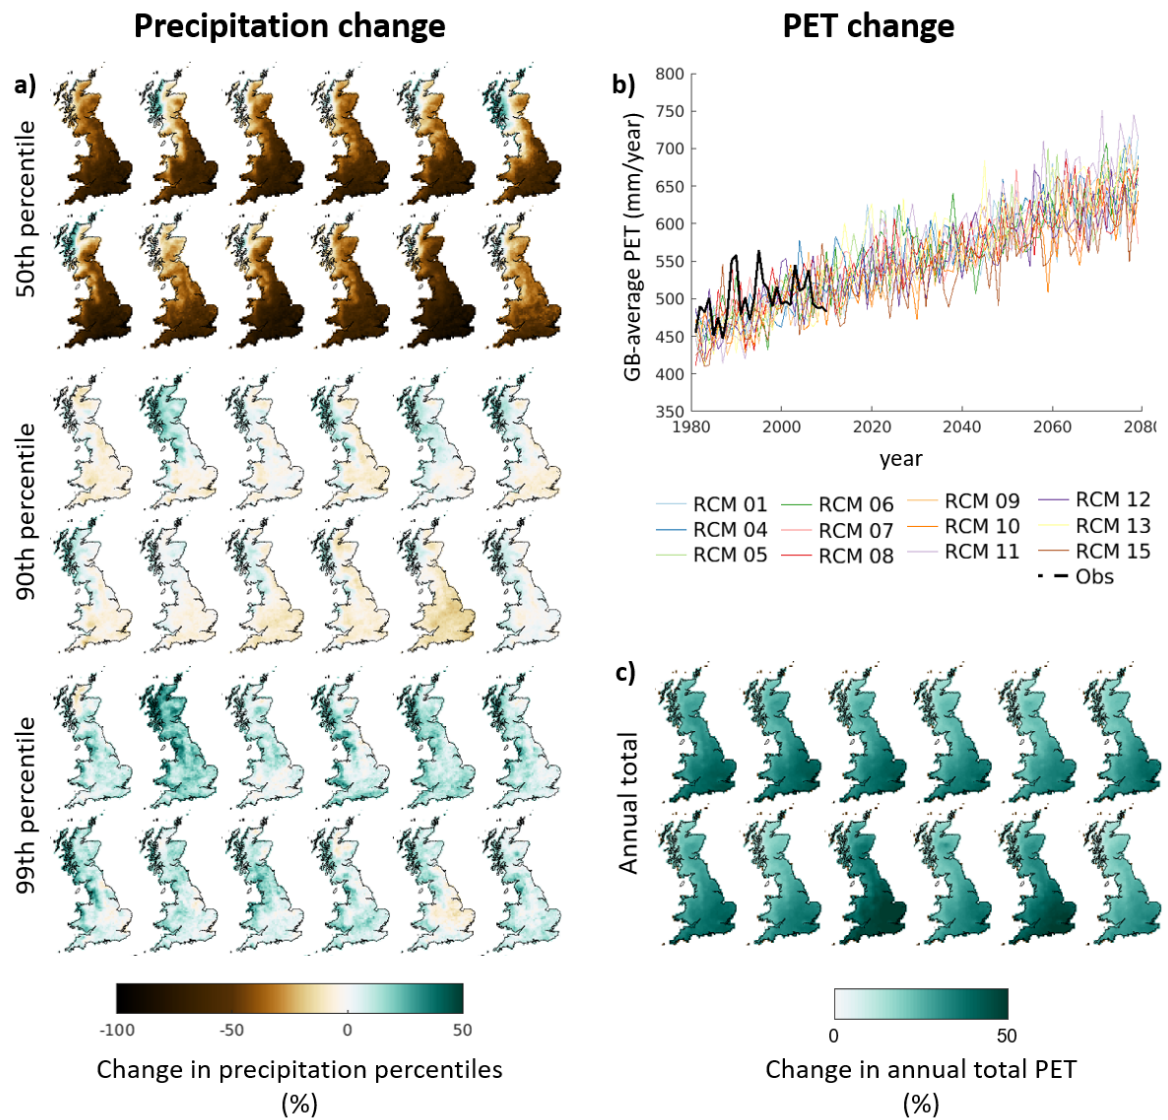 Precipitation change
PET change
a)
50th percentile
90th percentile
99th percentile
-100
-50
0
50
Change in precipitation percentiles
(%)
b)
GB-average PET (mm/year)
800
750
700
650
600
550
500
450
400
350
1980
2000
2020
2040
2060
2080
year
RCM 01
RCM 04
RCM 05
RCM 06
RCM 07
RCM 08
RCM 09
RCM 10
RCM 11
RCM 12
RCM 13
RCM 15
Obs
c)
Annual total
0
50
Change in annual total PET
(%)